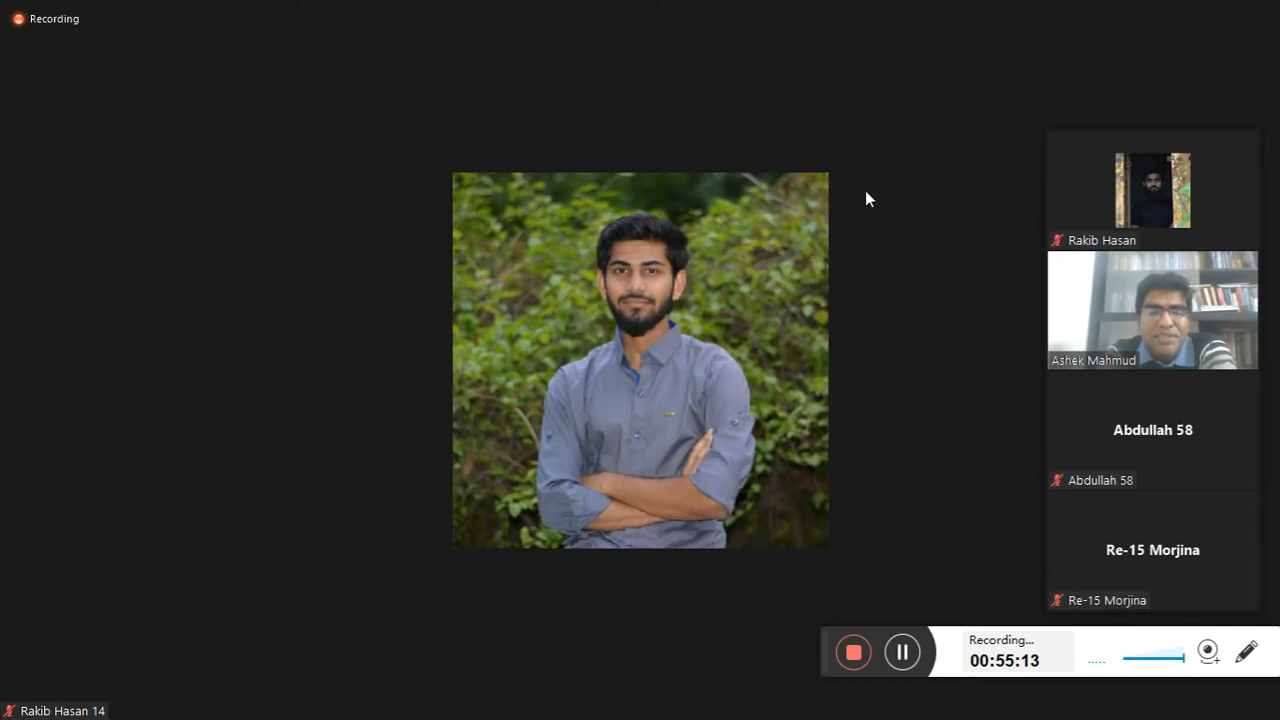 Recording
Rakib Hasan
Ashek Mahmud
Abdullah 58
Abdullah 58
Re-15 Morjina
Re-15 Morjina
Recording...
00:55:13
Rakib Hasan 14